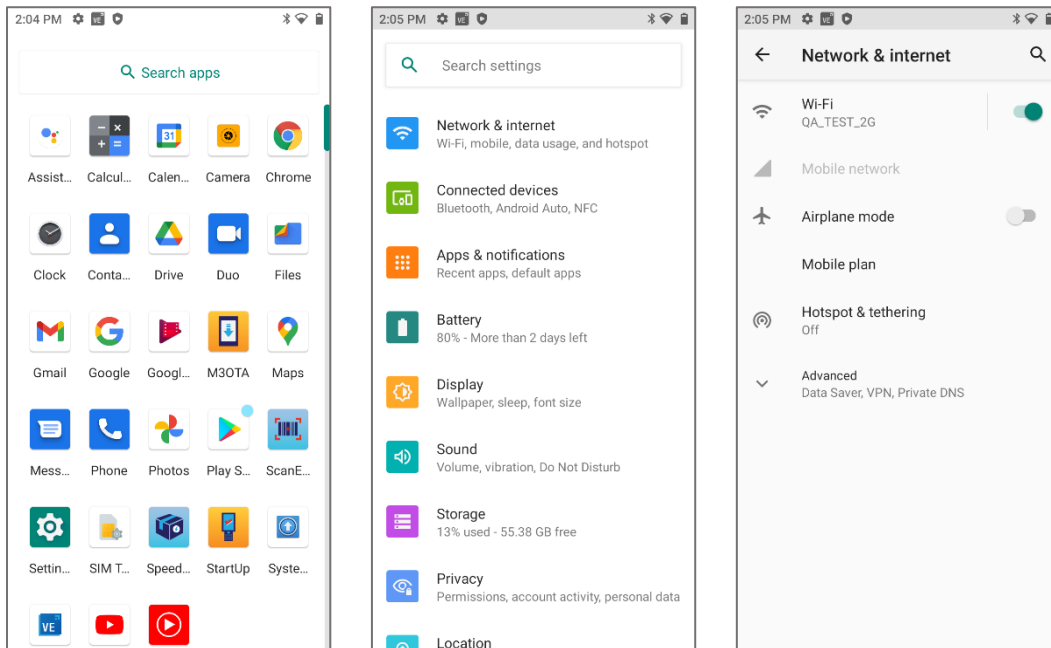 2:04 PM VE
Search apps
31
Assist... Calcul... Calen... Camera Chrome
Clock Conta... Drive Duo Files
Gmail Google Googl... M3OTA Maps
Mess... Phone Photos Play S... ScanE...
Settin... SIM T... Speed... StartUp Syste...
VE
2:05 PM VE
Search settings
Network & internet
Wi-Fi, mobile, data usage, and hotspot
Connected devices
Bluetooth, Android Auto, NFC
Apps & notifications
Recent apps, default apps
Battery
80% - More than 2 days left
Display
Wallpaper, sleep, font size
Sound
Volume, vibration, Do Not Disturb
Storage
13% used - 55.38 GB free
Privacy
Permissions, account activity, personal data
Location
2:05 PM VE
Network & internet
Wi-Fi
QA_TEST_2G
Mobile network
Airplane mode
Mobile plan
Hotspot & tethering
Off
Advanced
Data Saver, VPN, Private DNS